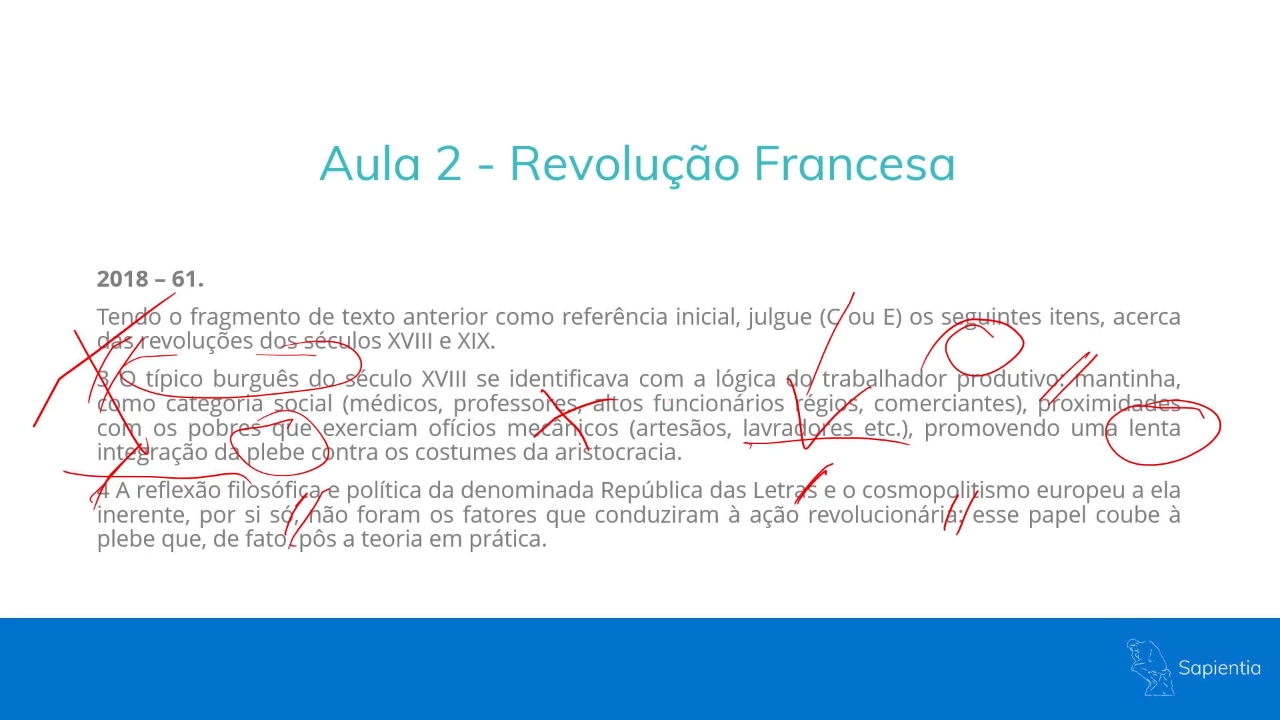 Aula 2 - Revolução Francesa
2018 – 61.
Tendo o fragmento de texto anterior como referência inicial, julgue (C ou E) os seguintes itens, acerca
das revoluções dos séculos XVIII e XIX.
3 O típico burguês do século XVIII se identificava com a lógica do trabalhador produtivo: mantinha,
como categoria social (médicos, professores, altos funcionários régios, comerciantes), proximidades
com os pobres que exerciam ofícios mecânicos (artesãos, lavradores etc.), promovendo uma lenta
integração da plebe contra os costumes da aristocracia.
4 A reflexão filosófica e política da denominada República das Letras e o cosmopolitismo europeu a ela
inerente, por si só, não foram os fatores que conduziram à ação revolucionária; esse papel coube à
plebe que, de fato, pôs a teoria em prática.
Sapientia